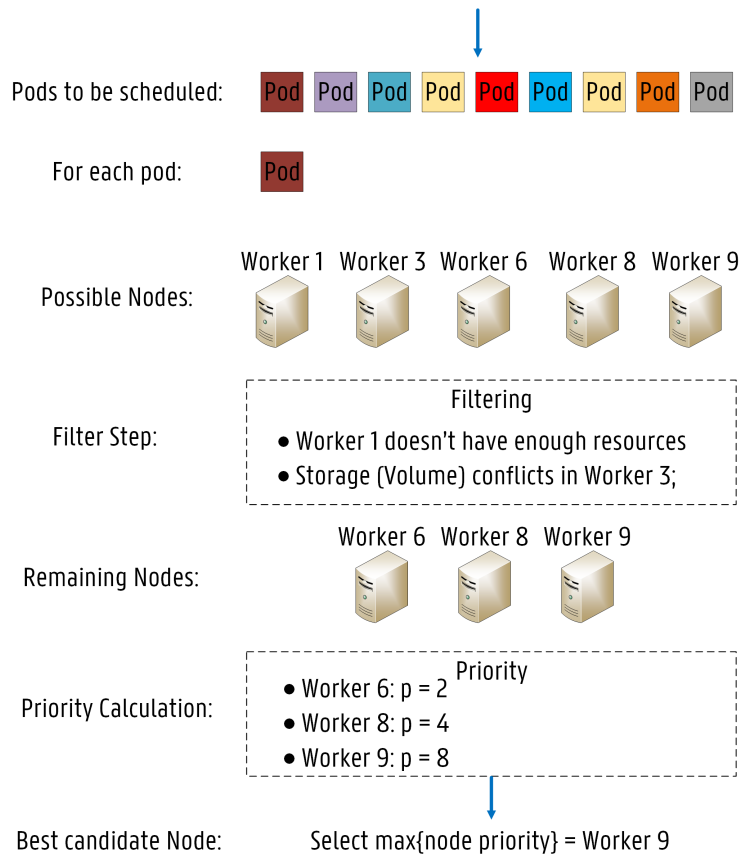 Pods to be scheduled: Pod Pod Pod Pod Pod Pod Pod Pod Pod
For each pod: Pod
Worker 1 Worker 3 Worker 6 Worker 8 Worker 9
Possible Nodes:
Filtering
Filter Step:
● Worker 1 doesn't have enough resources
● Storage (Volume) conflicts in Worker 3;
Worker 6 Worker 8 Worker 9
Remaining Nodes:
Priority
● Worker 6: p = 2
Priority Calculation:
● Worker 8: p = 4
● Worker 9: p = 8
Best candidate Node: Select max{node priority} = Worker 9